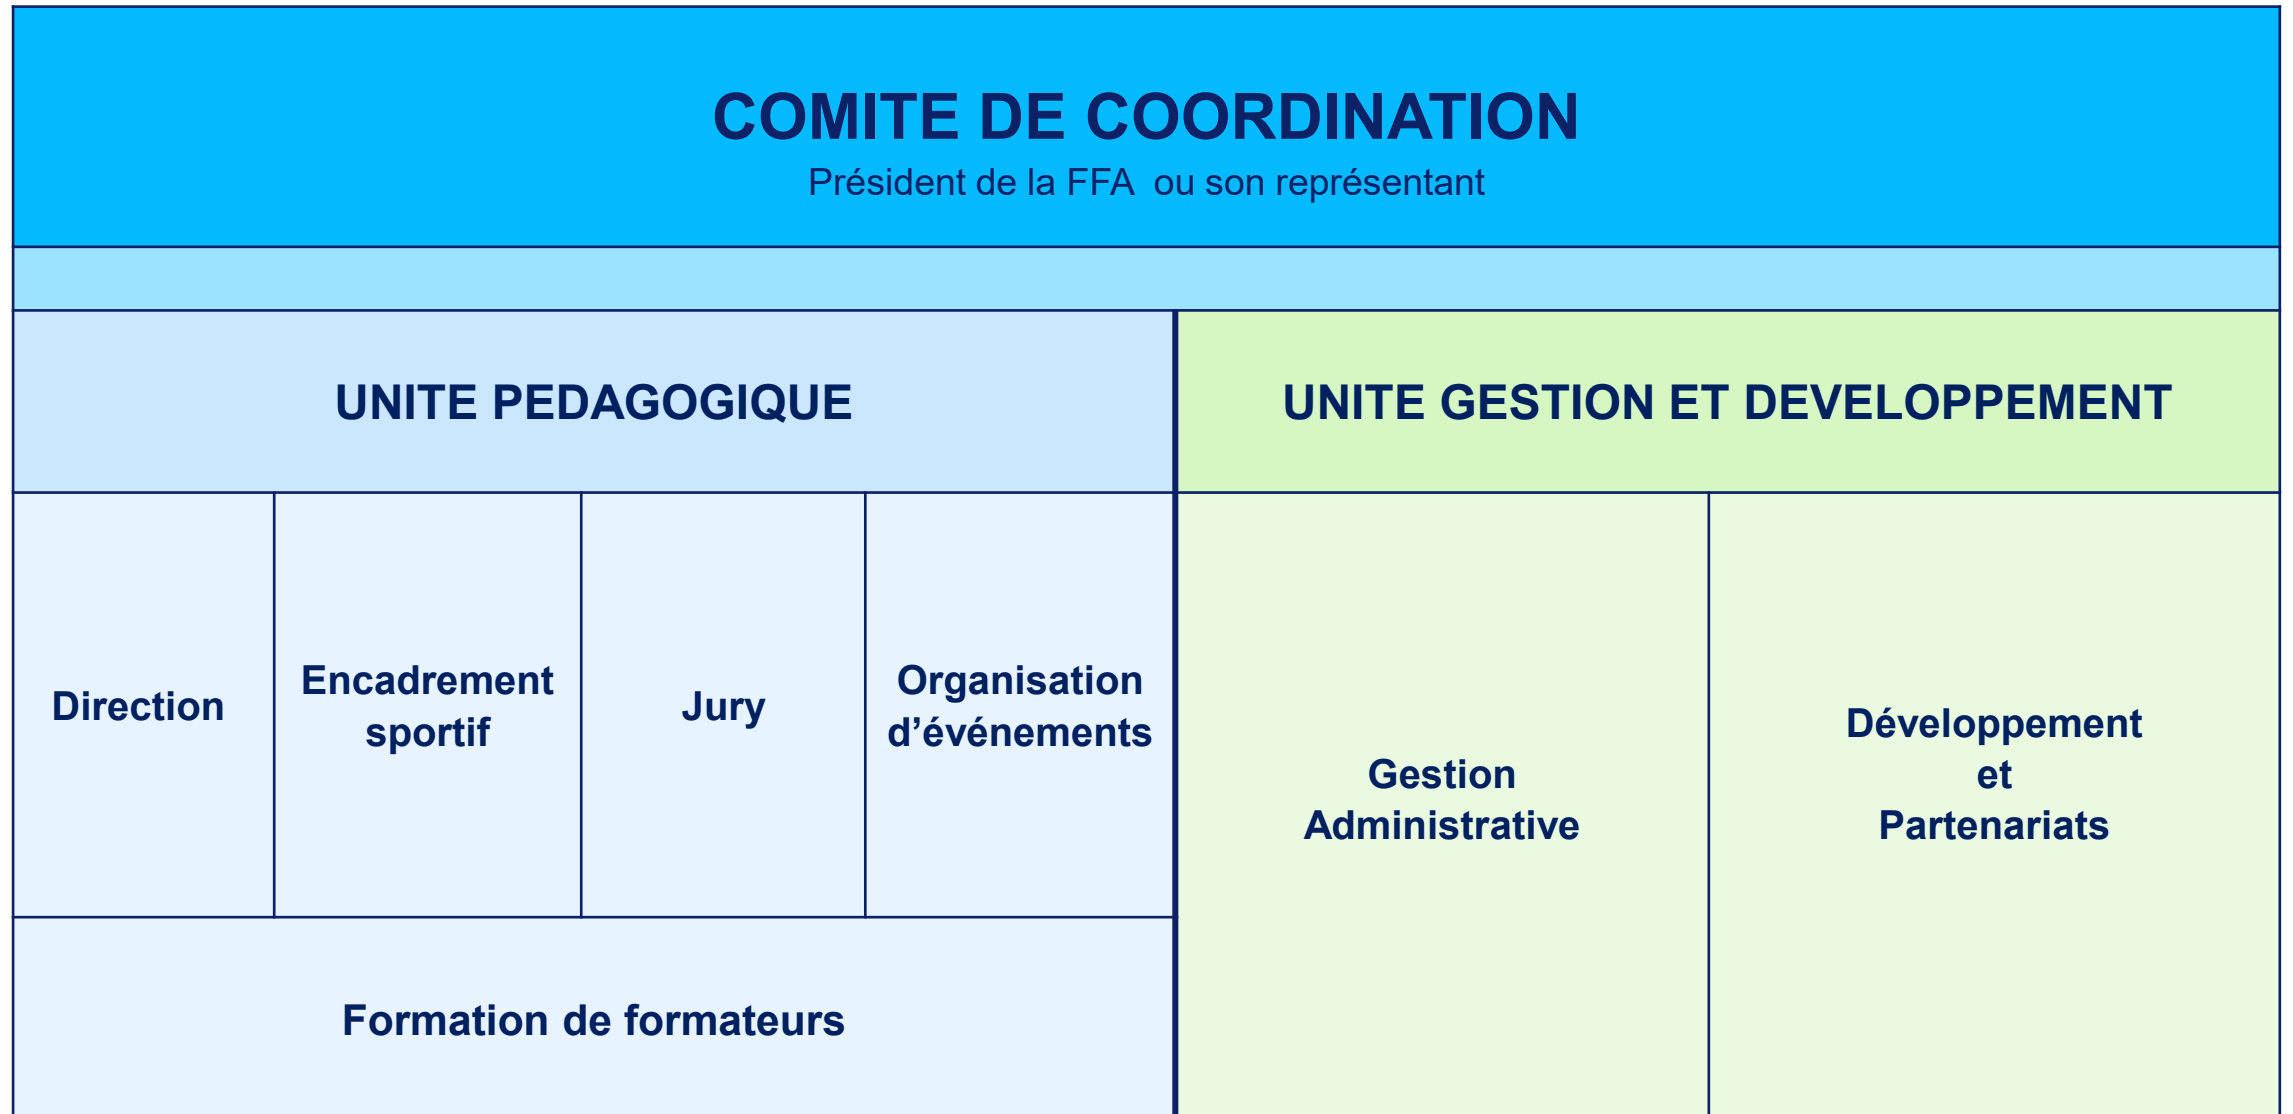 COMITE DE COORDINATION
Président de la FFA  ou son représentant
UNITE PEDAGOGIQUE
UNITE GESTION ET DEVELOPPEMENT
Direction
Encadrement
sportif
Jury
Organisation
d’événements
Gestion
Administrative
Développement
et
Partenariats
Formation de formateurs